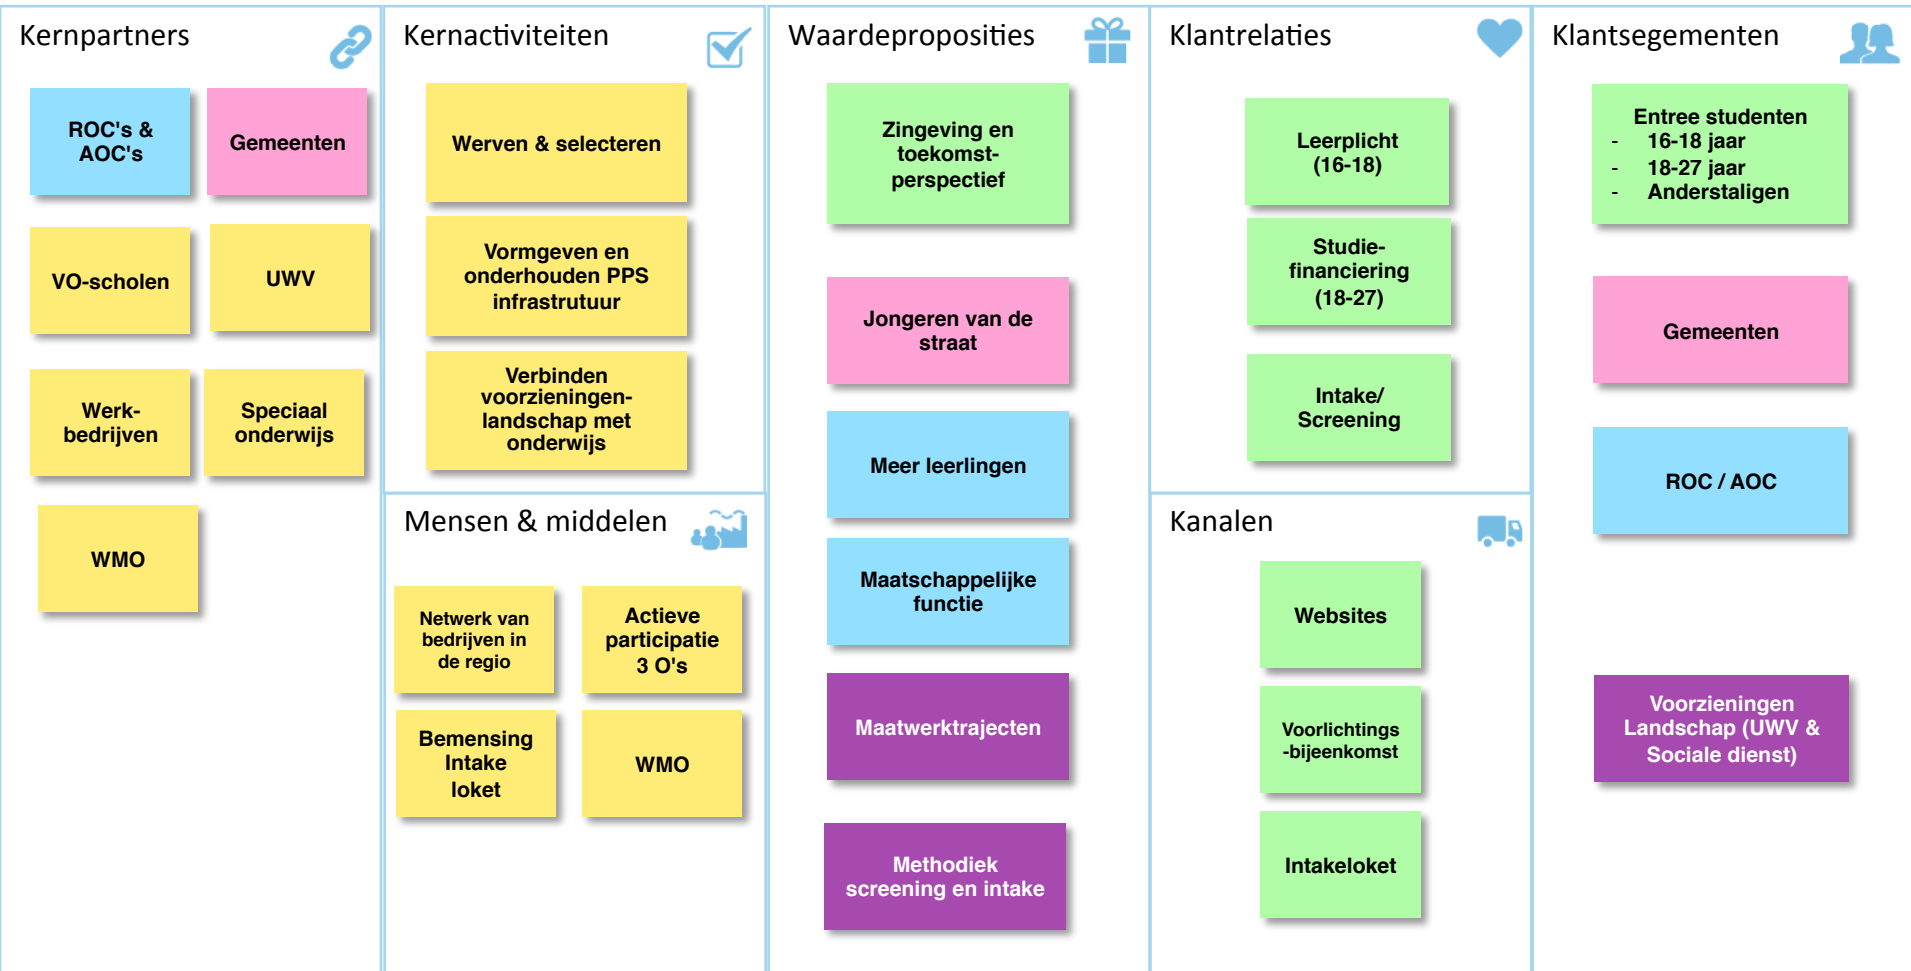 Kernpartners
ROC's &
AOC's
Gemeenten
VO-scholen
UWV
Werk-
bedrijven
Speciaal
onderwijs
WMO
Kernactiviteiten
Werven & selecteren
Vormgeven en
onderhouden PPS
infrastrutuur
Verbinden
voorzieningen-
landschap met
onderwijs
Mensen & middelen
Netwerk van
bedrijven in
de regio
Actieve
participatie
3 O's
Bemensing
Intake
loket
WMO
Waardeproposities
Zingeving en
toekomst-
perspectief
Jongeren van de
straat
Meer leerlingen
Maatschappelijke
functie
Maatwerktrajecten
Methodiek
screening en intake
Klantrelaties
Leerplicht
(16-18)
Studie-
financiering
(18-27)
Intake/
Screening
Kanalen
Websites
Voorlichtings
-bijeenkomst
Intakeloket
Klantsegementen
Entree studenten
- 16-18 jaar
- 18-27 jaar
- Anderstaligen
Gemeenten
ROC / AOC
Voorzieningen
Landschap (UWV &
Sociale dienst)